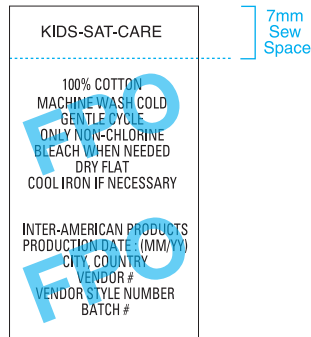 KIDS-SAT-CARE
7mm
Sew
Space
100% COTTON
MACHINE WASH COLD
GENTLE CYCLE
ONLY NON-CHLORINE
BLEACH WHEN NEEDED
DRY FLAT
COOL IRON IF NECESSARY
FPO
INTER-AMERICAN PRODUCTS
PRODUCTION DATE : (MM/YY)
CITY, COUNTRY
VENDOR #
VENDOR STYLE NUMBER
BATCH #
FPO